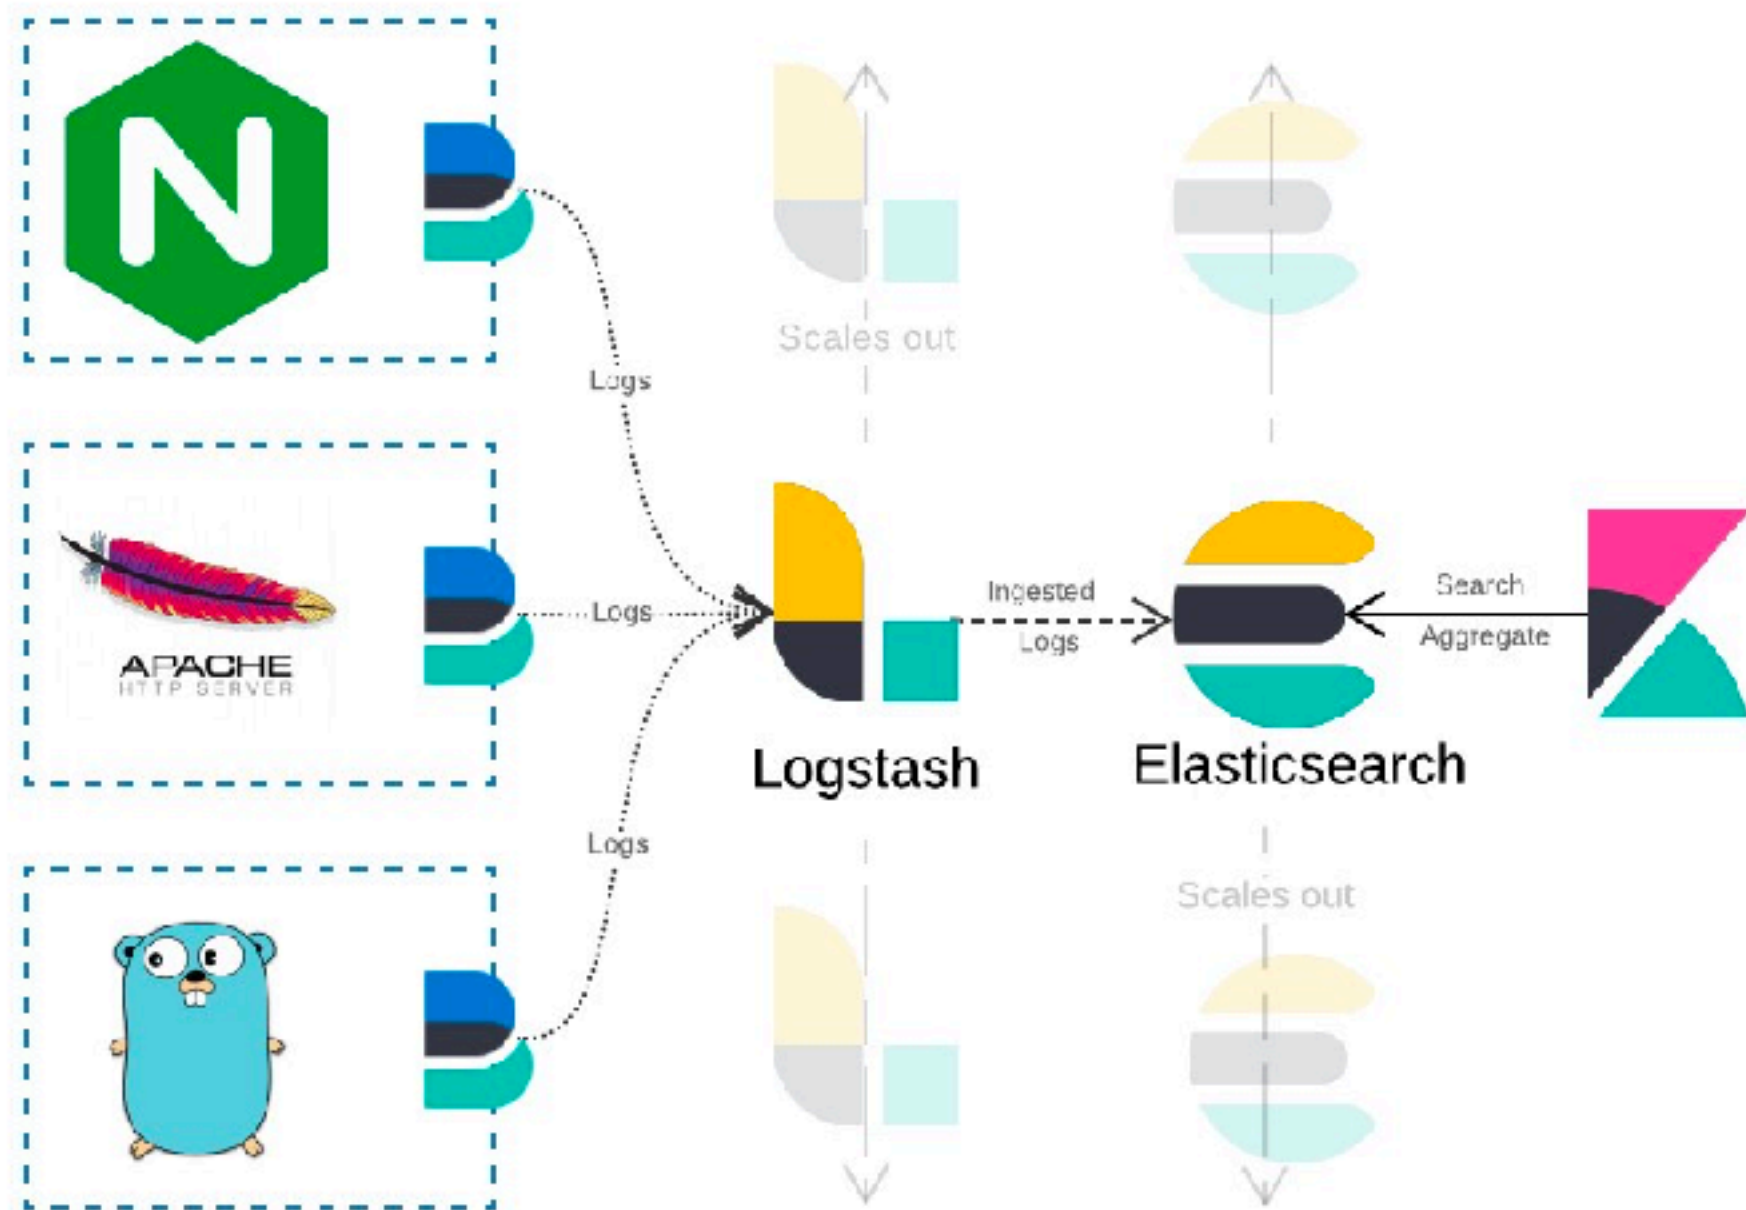 Scales out
Logs
APACHE
HTTP SERVER
Logs
Ingested
Logs
Search
Aggregate
Logstash
Elasticsearch
Logs
Scales out